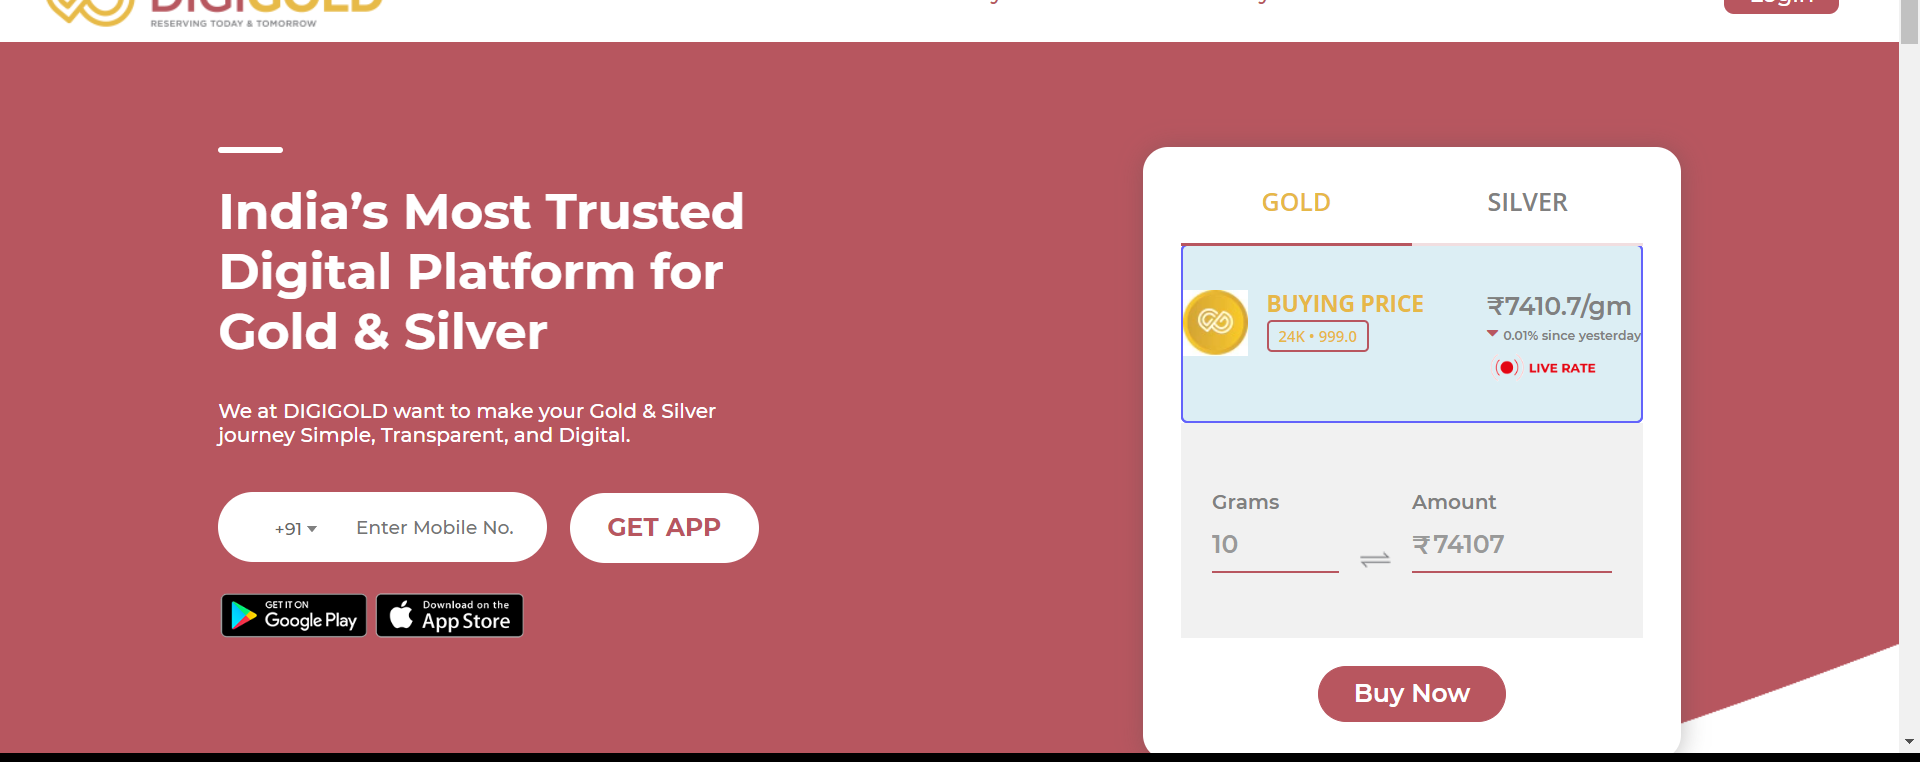 DIGIGOLD
RESERVING TODAY & TOMORROW
Login
India’s Most Trusted
Digital Platform for
Gold & Silver
We at DIGIGOLD want to make your Gold & Silver
journey Simple, Transparent, and Digital.
+91
Enter Mobile No.
GET APP
GET IT ON
Google Play
Download on the
App Store
GOLD
SILVER
BUYING PRICE
24K • 999.0
₹7410.7/gm
0.01% since yesterday
LIVE RATE
Grams
Amount
10
₹ 74107
Buy Now